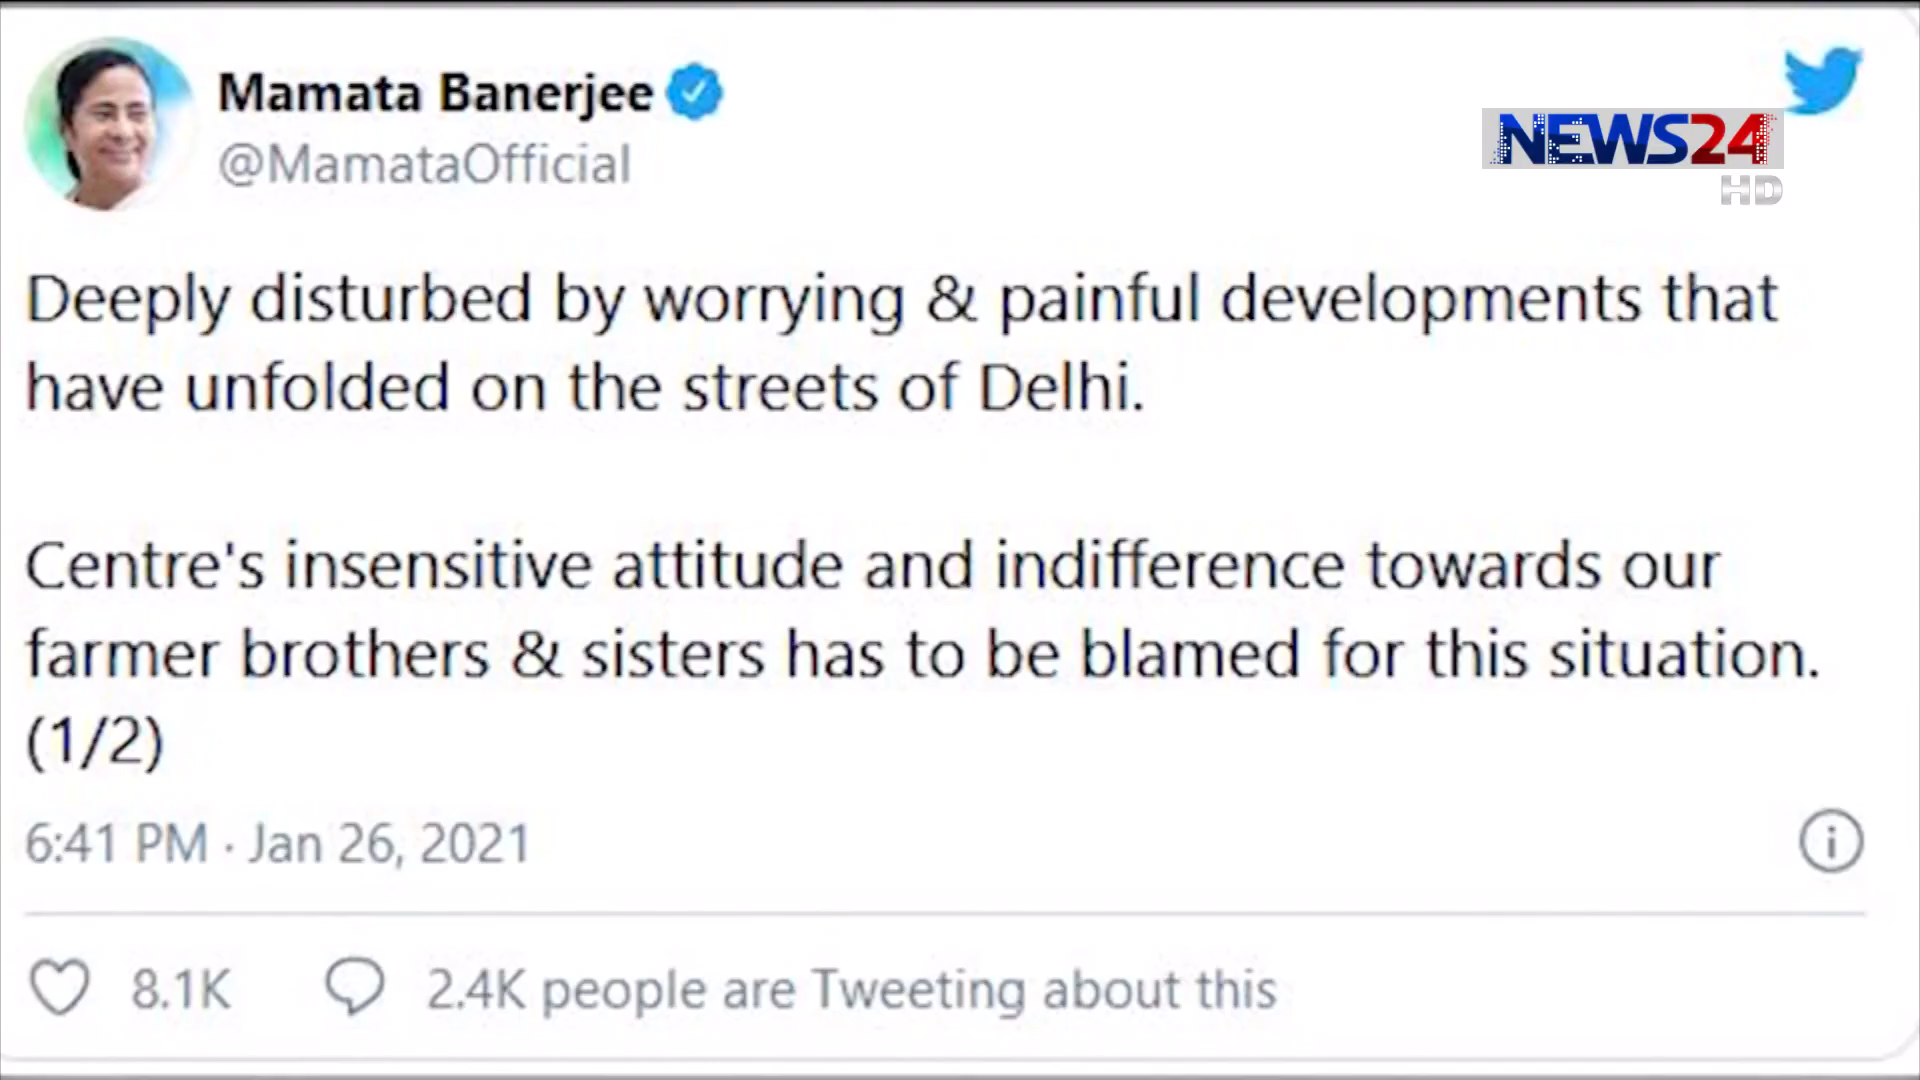 Mamata Banerjee
@MamataOfficial
NEWS24
HD
Deeply disturbed by worrying & painful developments that
have unfolded on the streets of Delhi.
Centre's insensitive attitude and indifference towards our
farmer brothers & sisters has to be blamed for this situation.
(1/2)
6:41 PM · Jan 26, 2021
8.1K 2.4K people are Tweeting about this